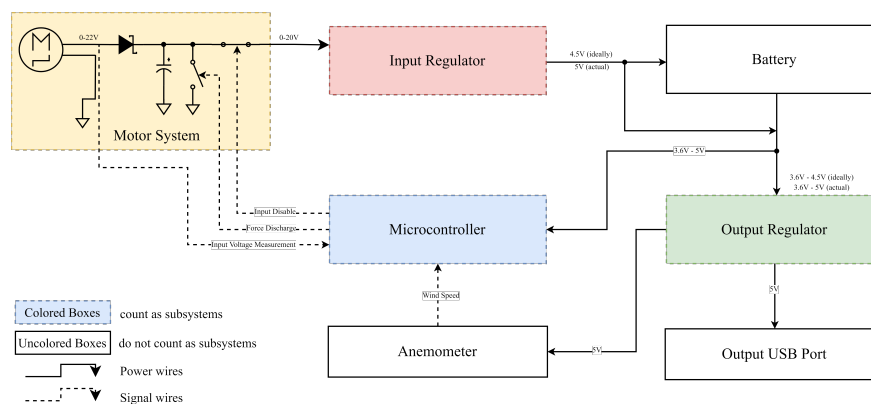 0-22V
0-20V
M
Motor System
Input Regulator
4.5V (ideally)
5V (actual)
Battery
3.6V - 5V
3.6V - 4.5V (ideally)
3.6V - 5V (actual)
Input Disable
Force Discharge
Input Voltage Measurement
Microcontroller
Output Regulator
Wind Speed
5V
Anemometer
5V
Output USB Port
Colored Boxes
count as subsystems
Uncolored Boxes
do not count as subsystems
Power wires
Signal wires